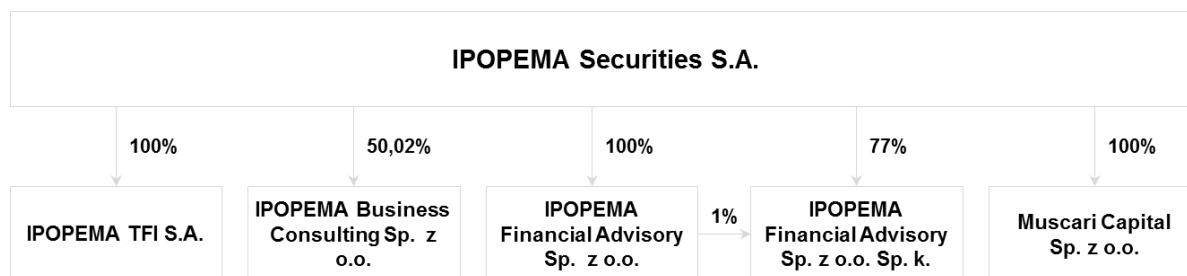 IPOPEMA Securities S.A.
100%
50,02%
100%
77%
100%
IPOPEMA TFI S.A.
IPOPEMA Business
Consulting Sp. z
o.o.
IPOPEMA
Financial Advisory
Sp. z o.o.
1%
IPOPEMA
Financial Advisory
Sp. z o.o. Sp. k.
Muscari Capital
Sp. z o.o.